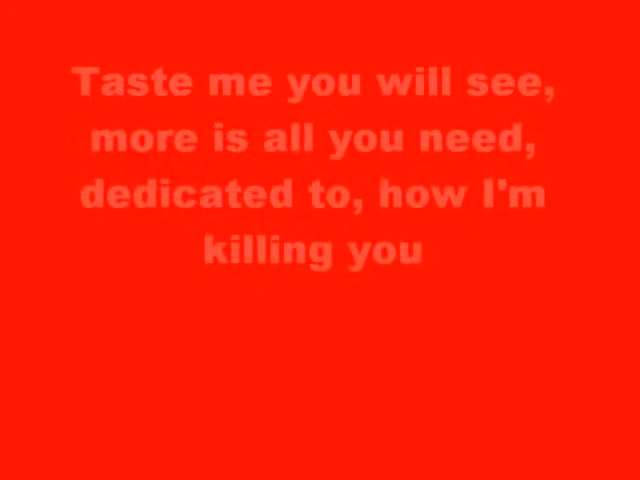 Taste me you will see,
more is all you need,
dedicated to, how I'm
killing you